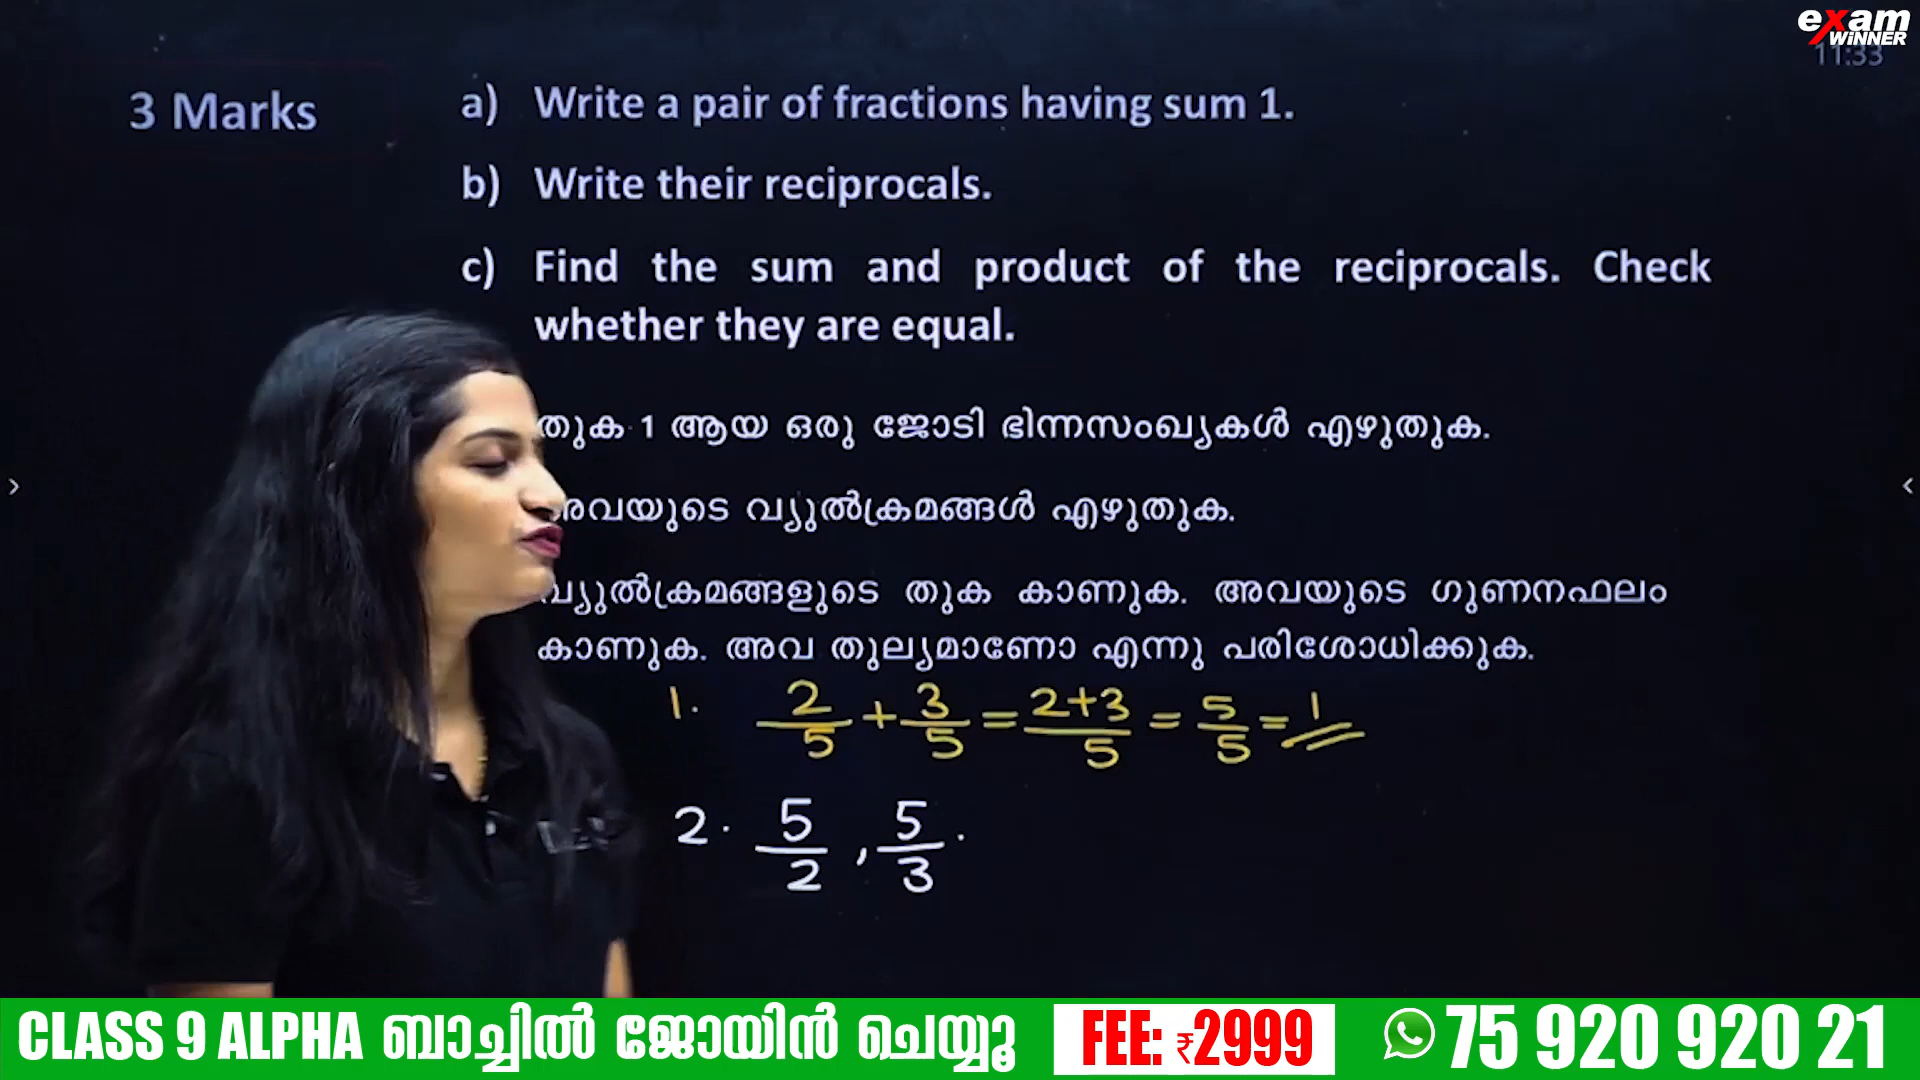 exam
WINNER
11:33
3 Marks
a) Write a pair of fractions having sum 1.
b) Write their reciprocals.
c) Find the sum and product of the reciprocals. Check
whether they are equal.
തുക 1 ആയ ഒരു ജോടി ഭിന്നസംഖ്യകൾ എഴുതുക.
അവയുടെ വ്യുൽക്രമങ്ങൾ എഴുതുക.
വ്യുൽക്രമങ്ങളുടെ തുക കാണുക. അവയുടെ ഗുണനഫലം
കാണുക. അവ തുല്യമാണോ എന്നു പരിശോധിക്കുക.
1. 2/5 + 3/5 = 2+3/5 = 5/5 = 1
2. 5/2 , 5/3 .
CLASS 9 ALPHA ബാച്ചിൽ ജോയിൻ ചെയ്യൂ FEE: ₹2999 75 920 920 21